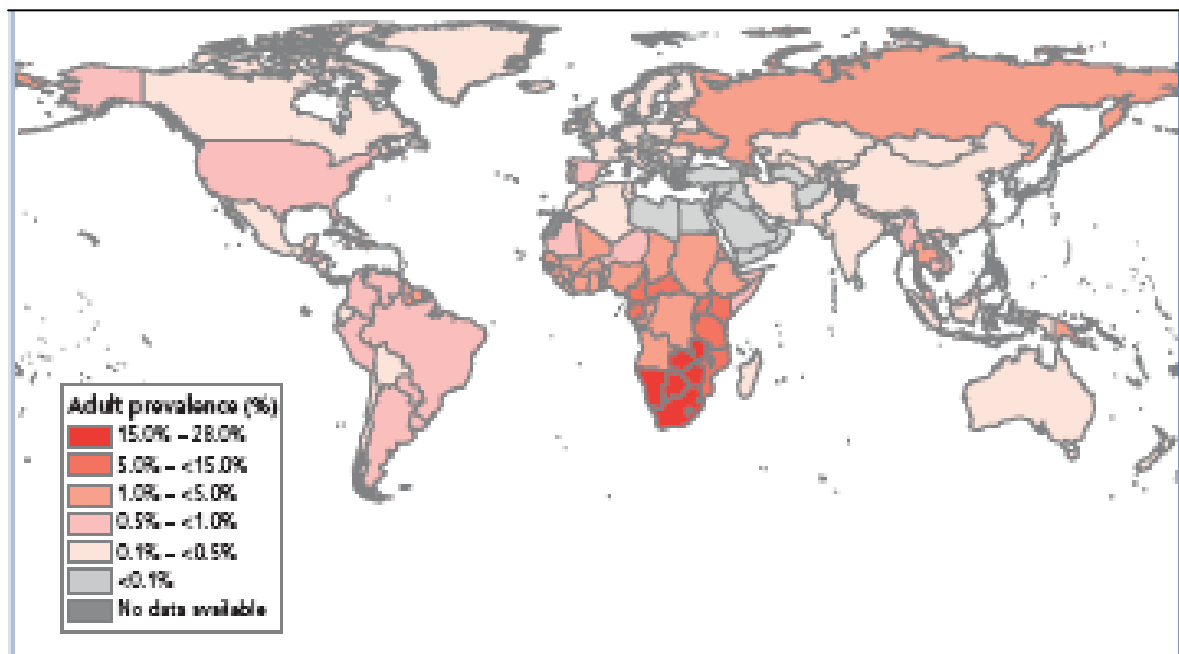 Adult prevalence (%)
15.0% – 28.0%
5.0% – <15.0%
1.0% – <5.0%
0.5% – <1.0%
0.1% – <0.5%
<0.1%
No data available